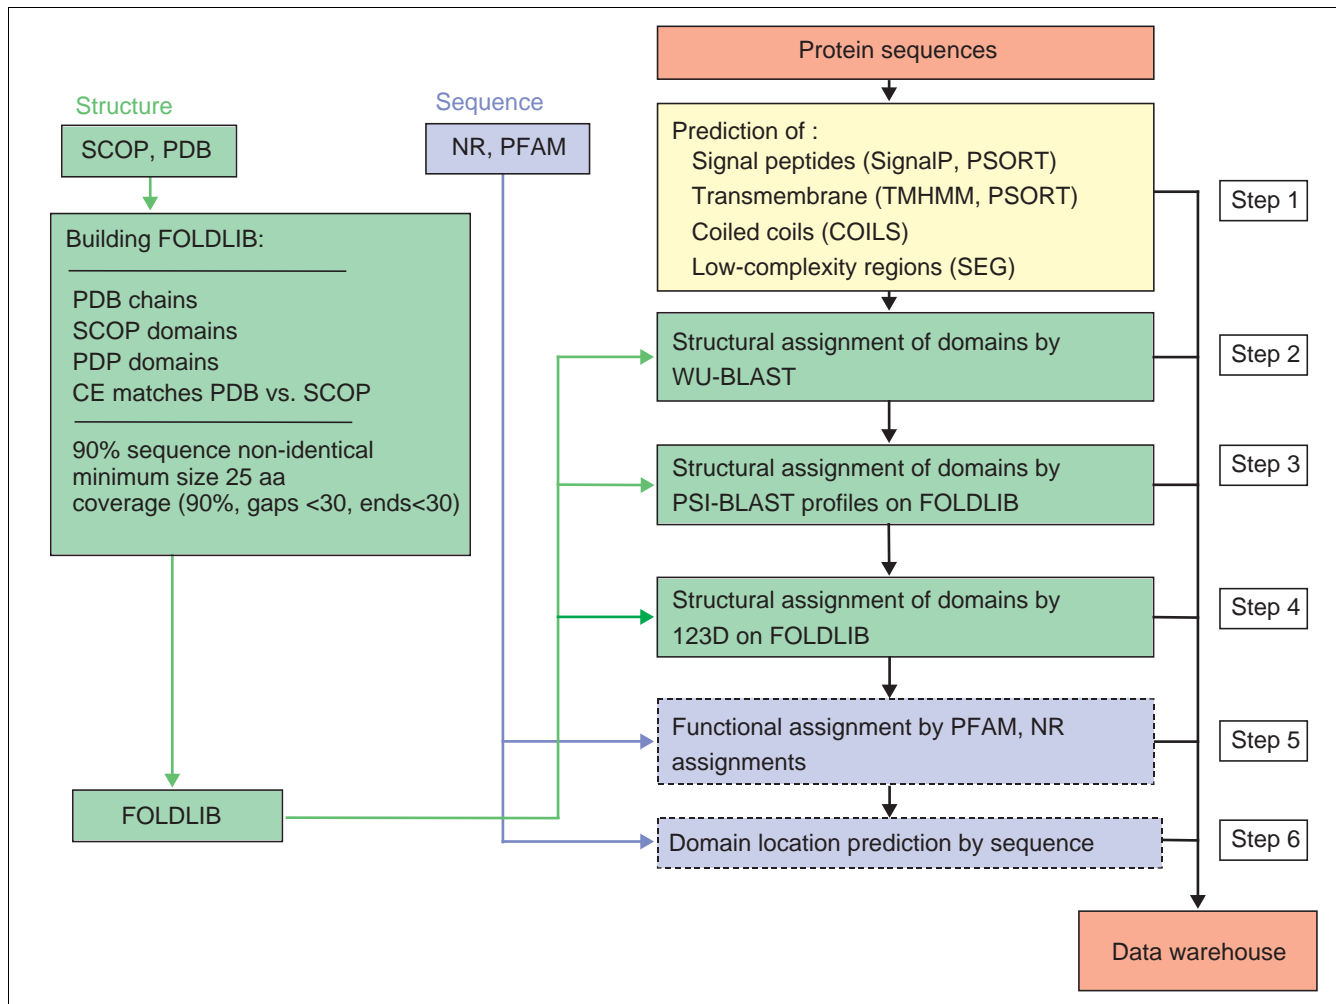 Protein sequences
Structure
Sequence
SCOP, PDB
NR, PFAM
Prediction of :
Signal peptides (SignalP, PSORT)
Transmembrane (TMHMM, PSORT)
Coiled coils (COILS)
Low-complexity regions (SEG)
Step 1
Building FOLDLIB:
PDB chains
SCOP domains
PDP domains
CE matches PDB vs. SCOP
90% sequence non-identical
minimum size 25 aa
coverage (90%, gaps <30, ends<30)
Structural assignment of domains by
WU-BLAST
Step 2
Structural assignment of domains by
PSI-BLAST profiles on FOLDLIB
Step 3
Structural assignment of domains by
123D on FOLDLIB
Step 4
Functional assignment by PFAM, NR
assignments
Step 5
FOLDLIB
Domain location prediction by sequence
Step 6
Data warehouse